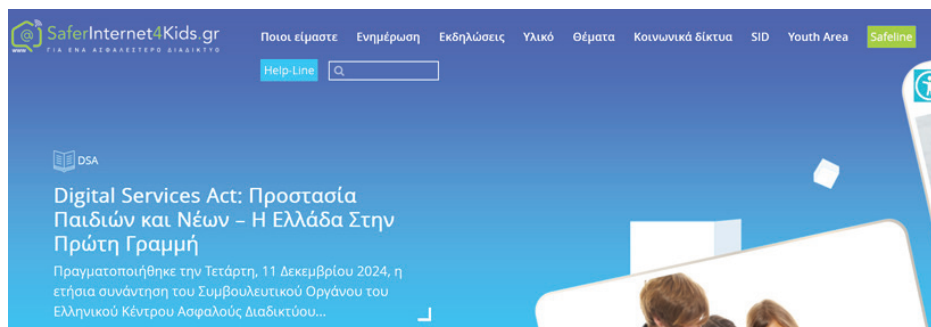 SaferInternet4Kids.gr
ΓΙΑ ΕΝΑ ΑΣΦΑΛΕΣΤΕΡΟ ΔΙΑΔΙΚΤΥΟ
www
Ποιοι είμαστε Ενημέρωση Εκδηλώσεις Υλικό Θέματα Κοινωνικά δίκτυα SID Youth Area Safeline
Help-Line
DSA
Digital Services Act: Προστασία
Παιδιών και Νέων – Η Ελλάδα Στην
Πρώτη Γραμμή
Πραγματοποιήθηκε την Τετάρτη, 11 Δεκεμβρίου 2024, η
ετήσια συνάντηση του Συμβουλευτικού Οργάνου του
Ελληνικού Κέντρου Ασφαλούς Διαδικτύου...